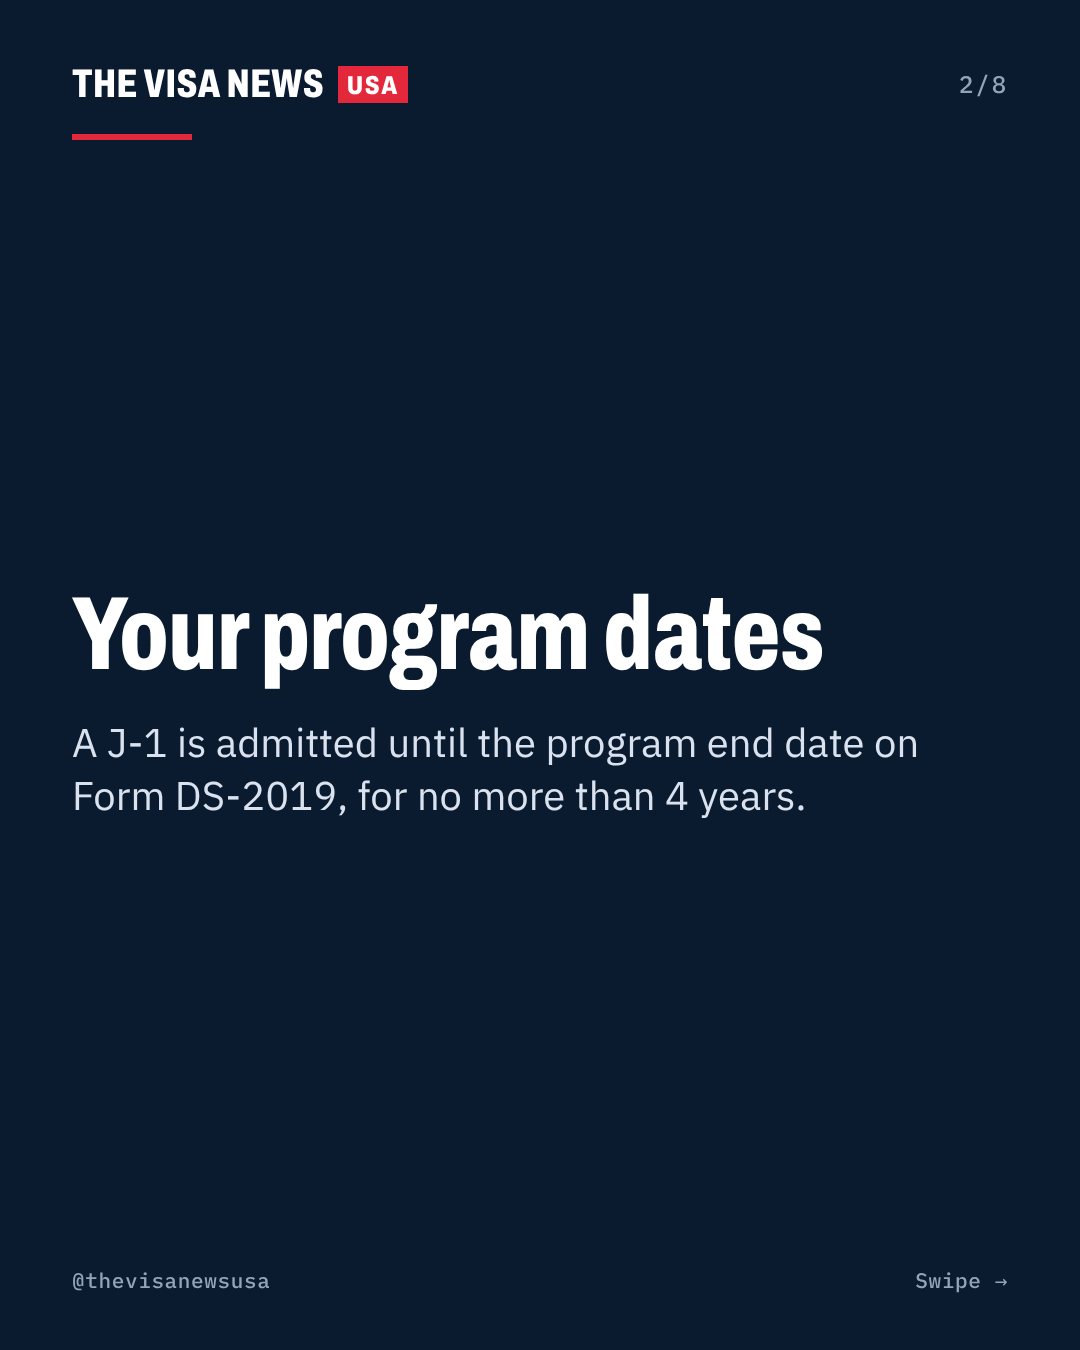 THE VISA NEWS USA
2/8
Your program dates
A J-1 is admitted until the program end date on
Form DS-2019, for no more than 4 years.
@thevisanewsusa
Swipe →